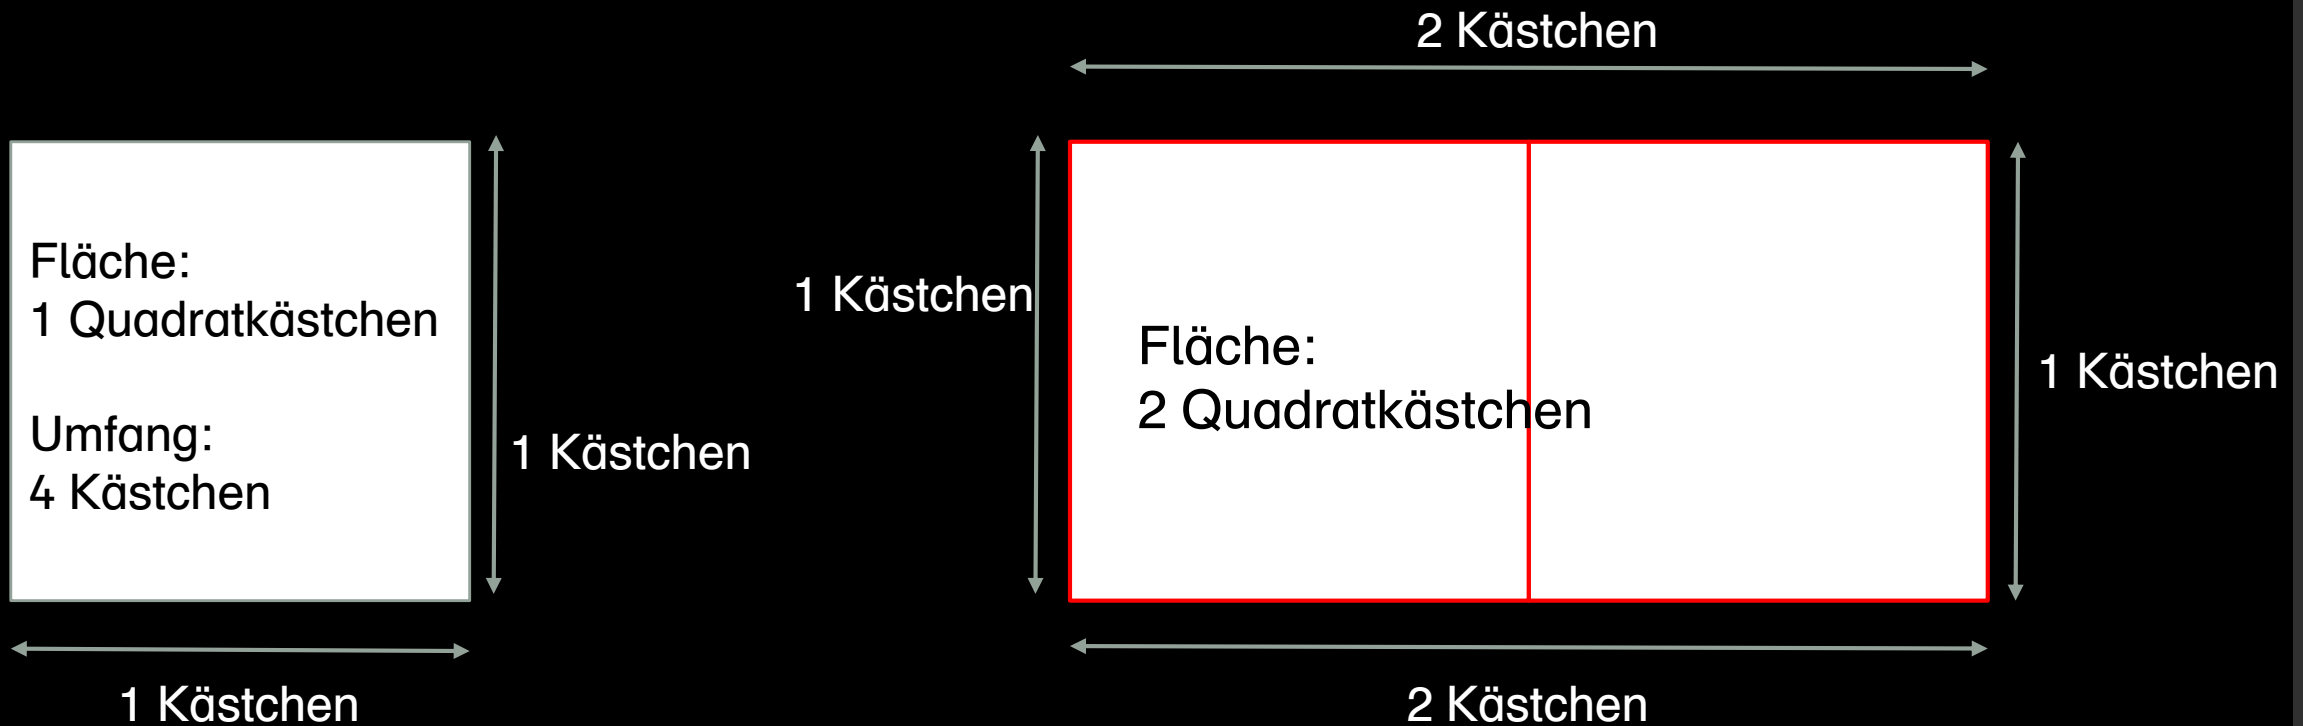 2 Kästchen
Fläche:
1 Quadratkästchen
Umfang:
4 Kästchen
1 Kästchen
1 Kästchen
1 Kästchen
Fläche:
2 Quadratkästchen
1 Kästchen
2 Kästchen